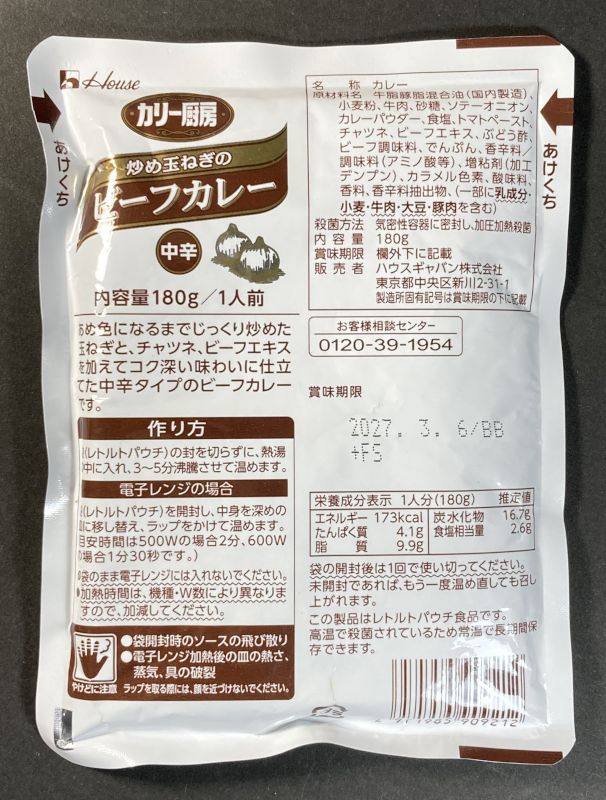 House
カリー厨房
炒め玉ねぎの
ビーフカレー
中辛
内容量180g/1人前
あめ色になるまでじっくり炒めた
玉ねぎと、チャツネ、ビーフエキス
を加えてコク深い味わいに仕立
てた中辛タイプのビーフカレー
です。
作り方
(レトルトパウチ)の封を切らずに、熱湯
中に入れ、3~5分沸騰させて温めます。
電子レンジの場合
(レトルトパウチ)を開封し、中身を深めの
に移し替え、ラップをかけて温めます。
目安時間は500Wの場合2分、600W
の場合1分30秒です。)
袋のまま電子レンジには入れないでください。
●加熱時間は、機種・W数により異なりま
すので、加減してください。
やけどに注意
●袋開封時のソースの飛び散り
●電子レンジ加熱後の皿の熱さ、
蒸気、具の破裂
ラップを取る際には、顔を近づけないでください。
あけくち
名称 カレー
原材料名 牛脂豚脂混合油(国内製造)、
小麦粉、牛肉、砂糖、ソテーオニオン、
カレーパウダー、食塩、トマトペースト、
チャツネ、ビーフエキス、ぶどう酢、
ビーフ調味料、でんぷん、香辛料/
調味料(アミノ酸等)、増粘剤(加工
デンプン)、カラメル色素、酸味料、
香料、香辛料抽出物、(一部に乳成分・
小麦・牛肉・大豆・豚肉を含む)
殺菌方法 気密性容器に密封し、加圧加熱殺菌
内容量 180g
賞味期限 欄外下に記載
販売者 ハウスギャバン株式会社
東京都中央区新川2-31-1
製造所固有記号は賞味期限の下に記載
あけくち
お客様相談センター
0120-39-1954
賞味期限
2027. 3. 6/BB
+FS
栄養成分表示 1人分(180g) 推定値
エネルギー 173kcal 炭水化物 16.7g
たんぱく質 4.1g 食塩相当量 2.6g
脂質 9.9g
袋の開封後は1回で使い切ってください。
未開封であれば、もう一度温め直しても召し
上がれます。
この製品はレトルトパウチ食品です。
高温で殺菌されているため常温で長期間保
存できます。